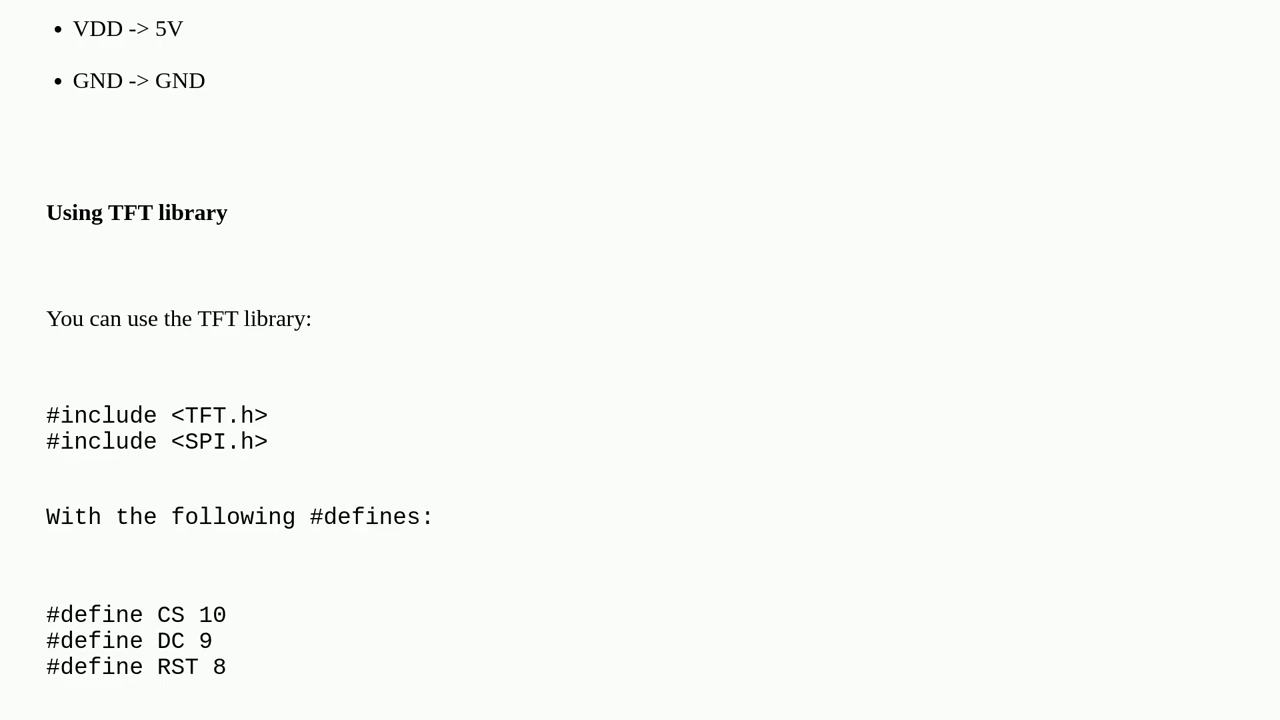 • VDD -> 5V
• GND -> GND
Using TFT library
You can use the TFT library:
#include <TFT.h>
#include <SPI.h>
With the following #defines:
#define CS 10
#define DC 9
#define RST 8